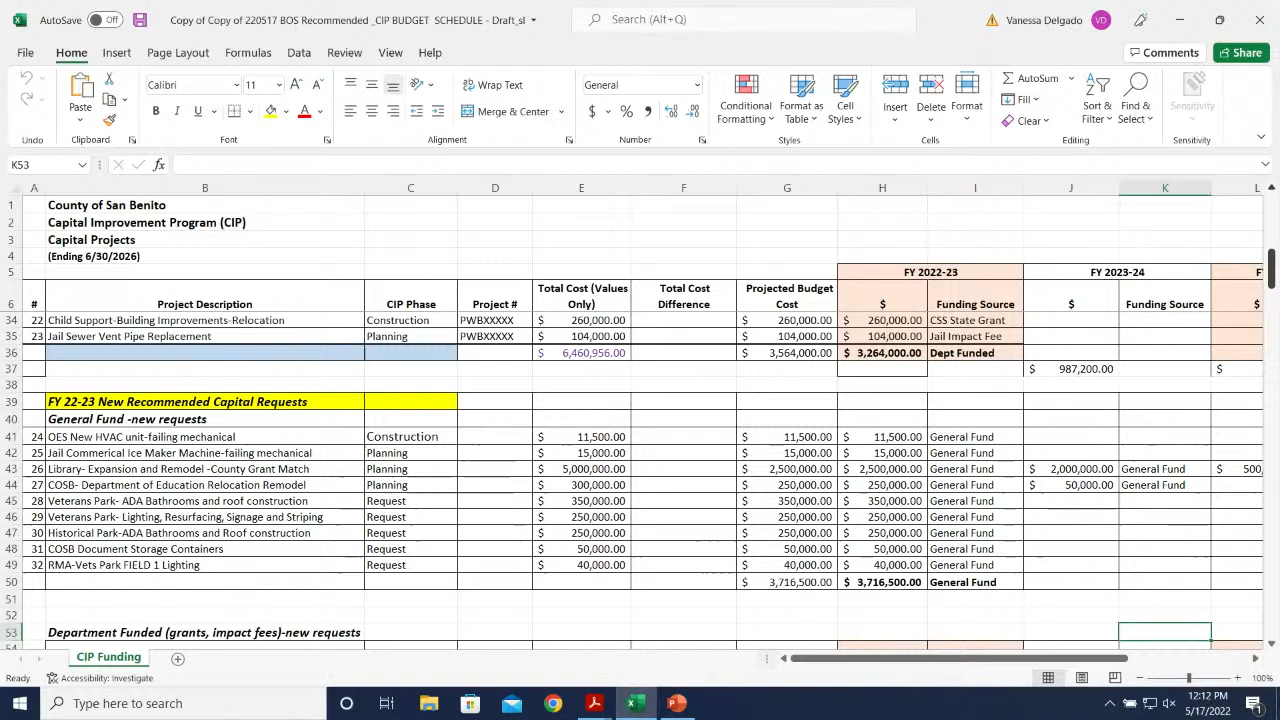 AutoSave Off Copy of Copy of 220517 BOS Recommended _CIP BUDGET SCHEDULE - Draft_sl Search (Alt+Q) Vanessa Delgado VD
File Home Insert Page Layout Formulas Data Review View Help Comments Share
Calibri 11 Wrap Text General AutoSum
Paste Conditional Formatting Format as Table Cell Styles Insert Delete Format Fill Sort & Filter Find & Select Sensitivity
B I U Merge & Center $ % Clear
Undo Clipboard Font Alignment Number Styles Cells Editing Sensitivity
K53 fx
A B C D E F G H I J K L
1 County of San Benito
2 Capital Improvement Program (CIP)
3 Capital Projects
4 (Ending 6/30/2026)
5 FY 2022-23 FY 2023-24 F
6 # Project Description CIP Phase Project # Total Cost (Values Only) Total Cost Difference Projected Budget Cost $ Funding Source $ Funding Source $
34 22 Child Support-Building Improvements-Relocation Construction PWBXXXXX $ 260,000.00 $ 260,000.00 $ 260,000.00 CSS State Grant
35 23 Jail Sewer Vent Pipe Replacement Planning PWBXXXXX $ 104,000.00 $ 104,000.00 $ 104,000.00 Jail Impact Fee
36 $ 6,460,956.00 $ 3,564,000.00 $ 3,264,000.00 Dept Funded
37 $ 987,200.00 $
38
39 FY 22-23 New Recommended Capital Requests
40 General Fund -new requests
41 24 OES New HVAC unit-failing mechanical Construction $ 11,500.00 $ 11,500.00 $ 11,500.00 General Fund
42 25 Jail Commerical Ice Maker Machine-failing mechanical Planning $ 15,000.00 $ 15,000.00 $ 15,000.00 General Fund
43 26 Library- Expansion and Remodel -County Grant Match Planning $ 5,000,000.00 $ 2,500,000.00 $ 2,500,000.00 General Fund $ 2,000,000.00 General Fund $ 500,
44 27 COSB- Department of Education Relocation Remodel Planning $ 300,000.00 $ 250,000.00 $ 250,000.00 General Fund $ 50,000.00 General Fund
45 28 Veterans Park- ADA Bathrooms and roof construction Request $ 350,000.00 $ 350,000.00 $ 350,000.00 General Fund
46 29 Veterans Park- Lighting, Resurfacing, Signage and Striping Request $ 250,000.00 $ 250,000.00 $ 250,000.00 General Fund
47 30 Historical Park-ADA Bathrooms and Roof construction Request $ 250,000.00 $ 250,000.00 $ 250,000.00 General Fund
48 31 COSB Document Storage Containers Request $ 50,000.00 $ 50,000.00 $ 50,000.00 General Fund
49 32 RMA-Vets Park FIELD 1 Lighting Request $ 40,000.00 $ 40,000.00 $ 40,000.00 General Fund
50 $ 3,716,500.00 $ 3,716,500.00 General Fund
51
52
53 Department Funded (grants, impact fees)-new requests
54
CIP Funding
Ready Accessibility: Investigate 100%
Type here to search 12:12 PM
5/17/2022